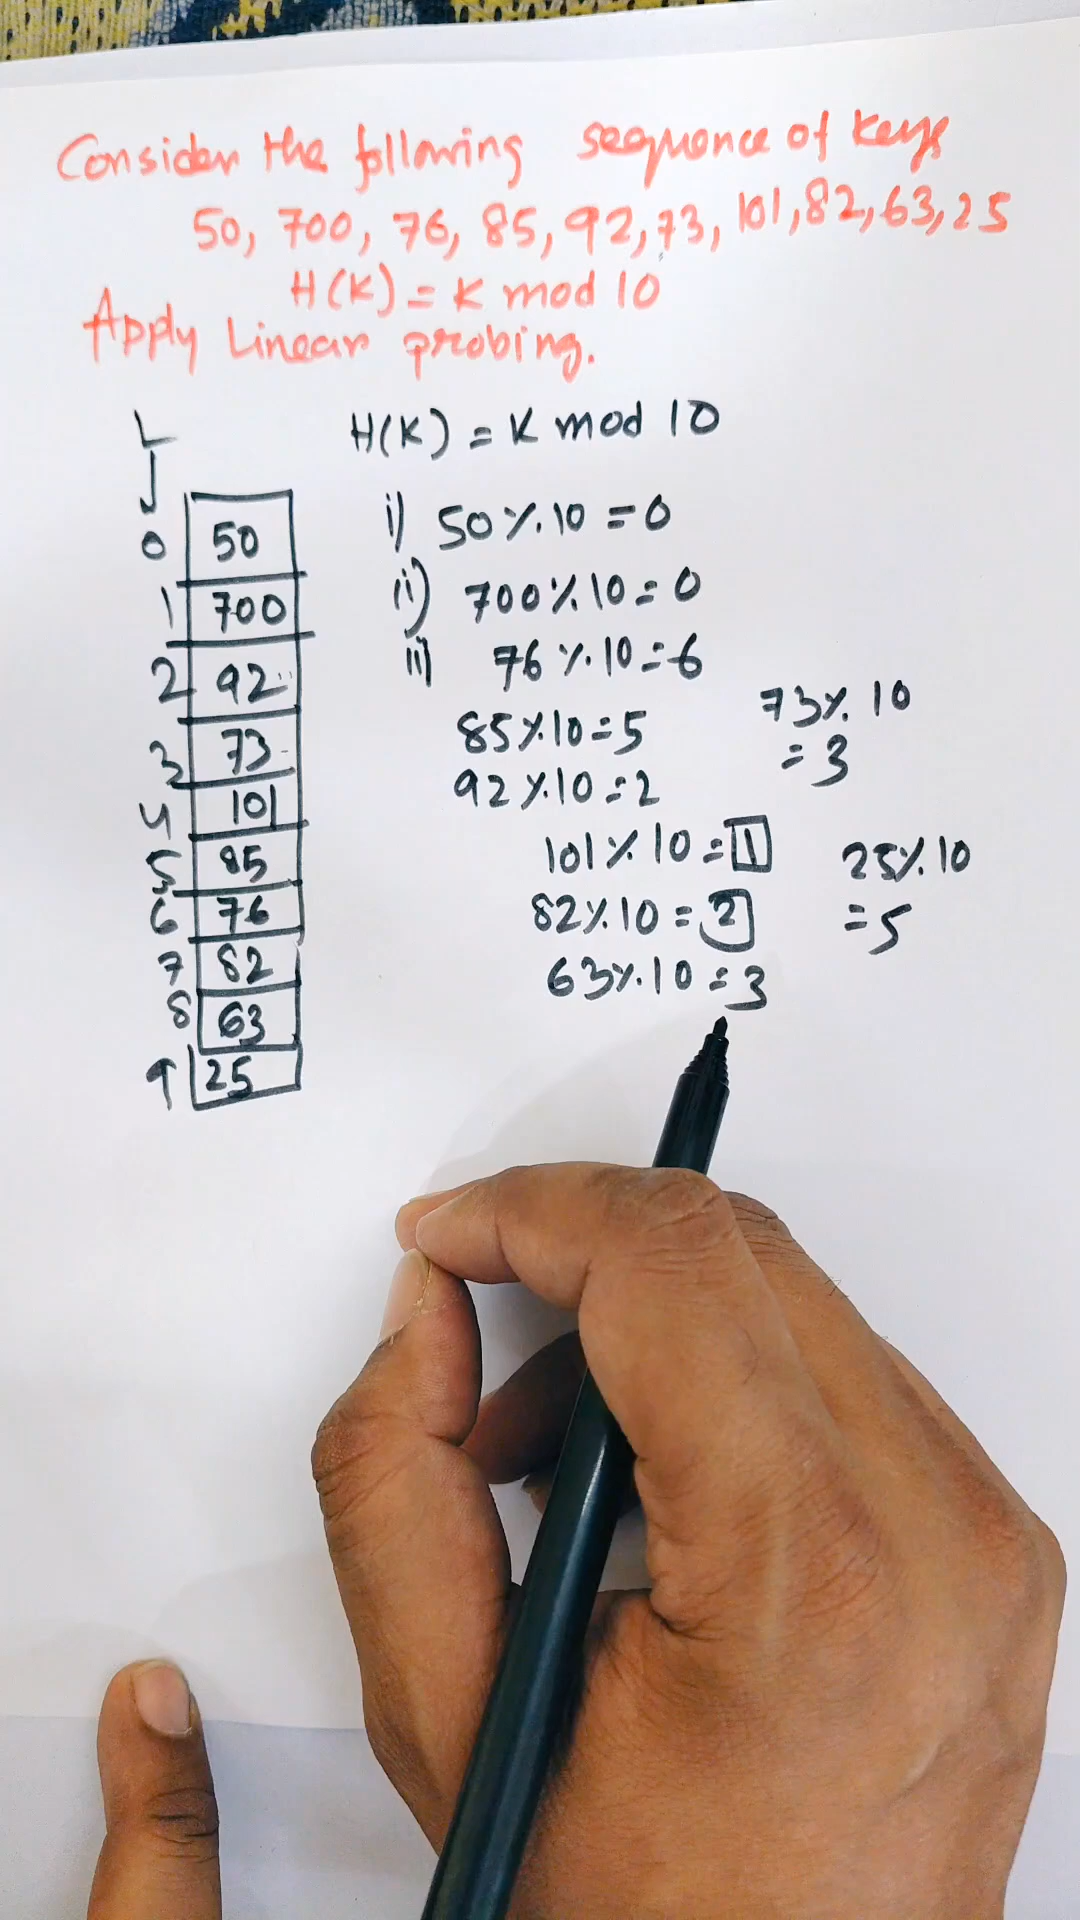 Consider the following sequence of keys
50, 700, 76, 85, 92, 73, 101, 82, 63, 25
H(K) = K mod 10
Apply Linear probing.
L
H(K) = K mod 10
0 50
1 700
2 92
3 73
4 101
5 85
6 76
7 82
8 63
9 25
i) 50 % 10 = 0
ii) 700 % 10 = 0
iii) 76 % 10 = 6
85 % 10 = 5
92 % 10 = 2
73 % 10
= 3
101 % 10 = 1
82 % 10 = 2
63 % 10 = 3
25 % 10
= 5